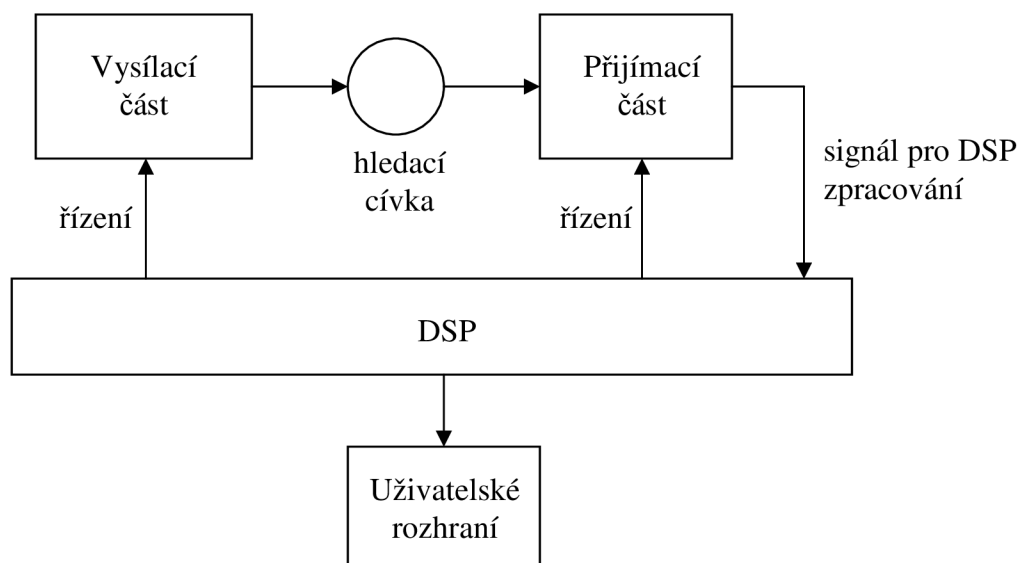 Vysílací
část
hledací
cívka
Přijímací
část
signál pro DSP
zpracování
řízení
řízení
DSP
Uživatelské
rozhraní